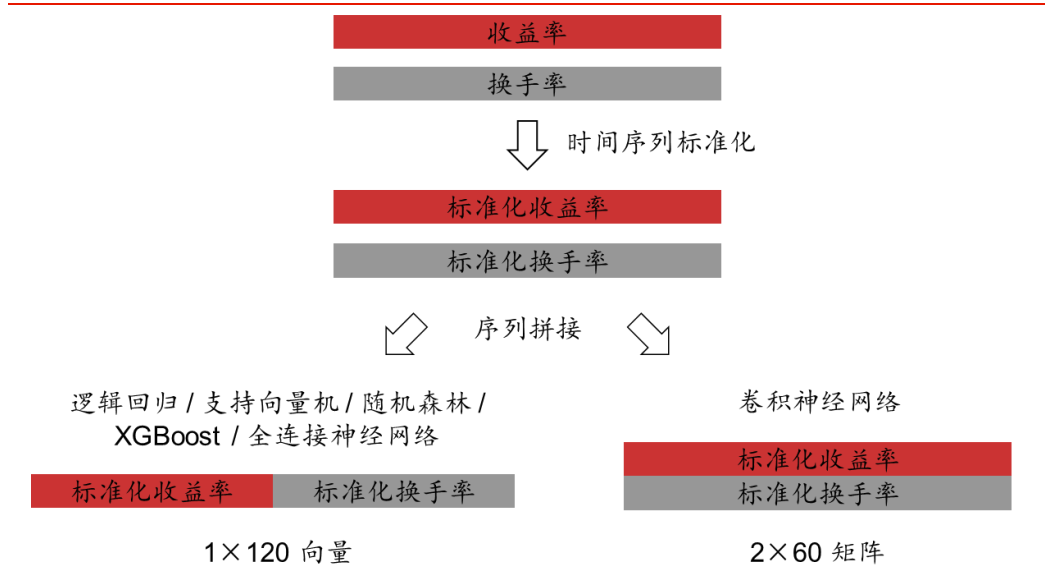 收益率
换手率
时间序列标准化
标准化收益率
标准化换手率
序列拼接
逻辑回归 / 支持向量机 / 随机森林 /
XGBoost / 全连接神经网络
标准化收益率 标准化换手率
1×120 向量
卷积神经网络
标准化收益率
标准化换手率
2×60 矩阵